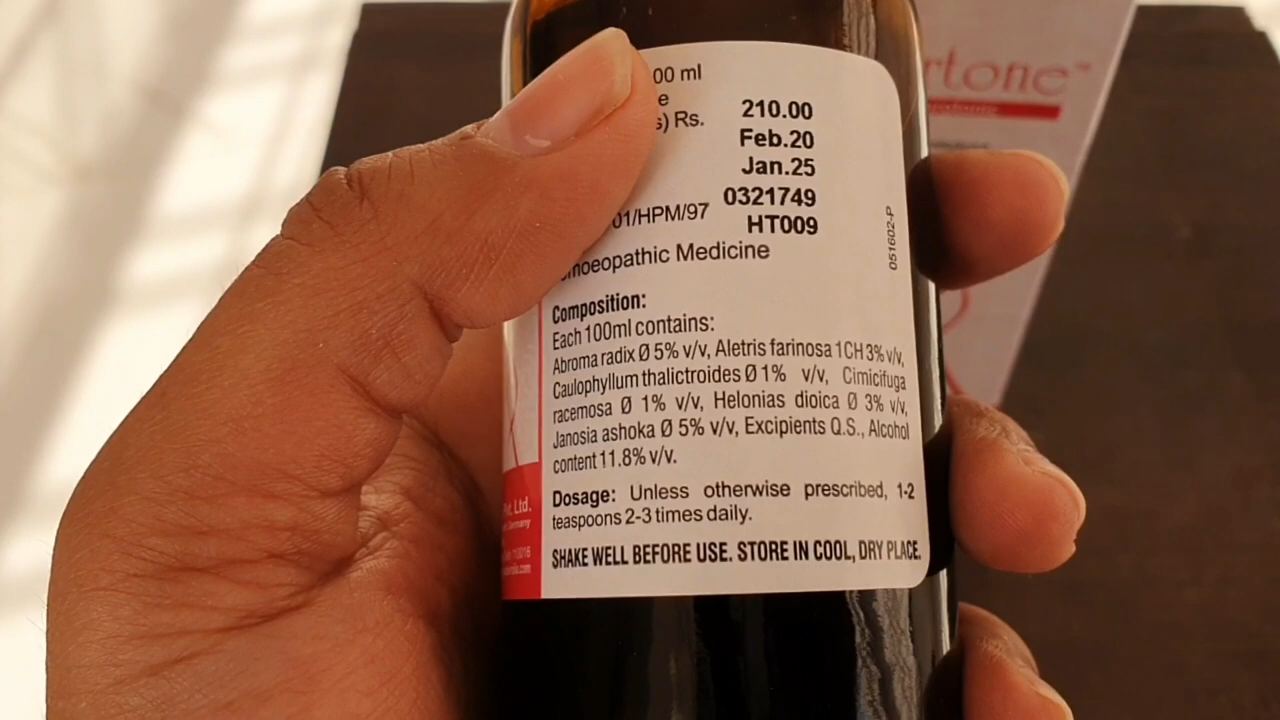 00 ml
e
s) Rs. 210.00
Feb.20
Jan.25
0321749
01/HPM/97 HT009
moeopathic Medicine
051602-P
Composition:
Each 100ml contains:
Abroma radix Ø 5% v/v, Aletris farinosa 1CH 3% v/v,
Caulophyllum thalictroides Ø 1% v/v, Cimicifuga
racemosa Ø 1% v/v, Helonias dioica Ø 3% v/v,
Janosia ashoka Ø 5% v/v, Excipients Q.S., Alcohol
content 11.8% v/v.
Dosage: Unless otherwise prescribed, 1-2
teaspoons 2-3 times daily.
SHAKE WELL BEFORE USE. STORE IN COOL, DRY PLACE.
Ltd.
Germany
rtone™